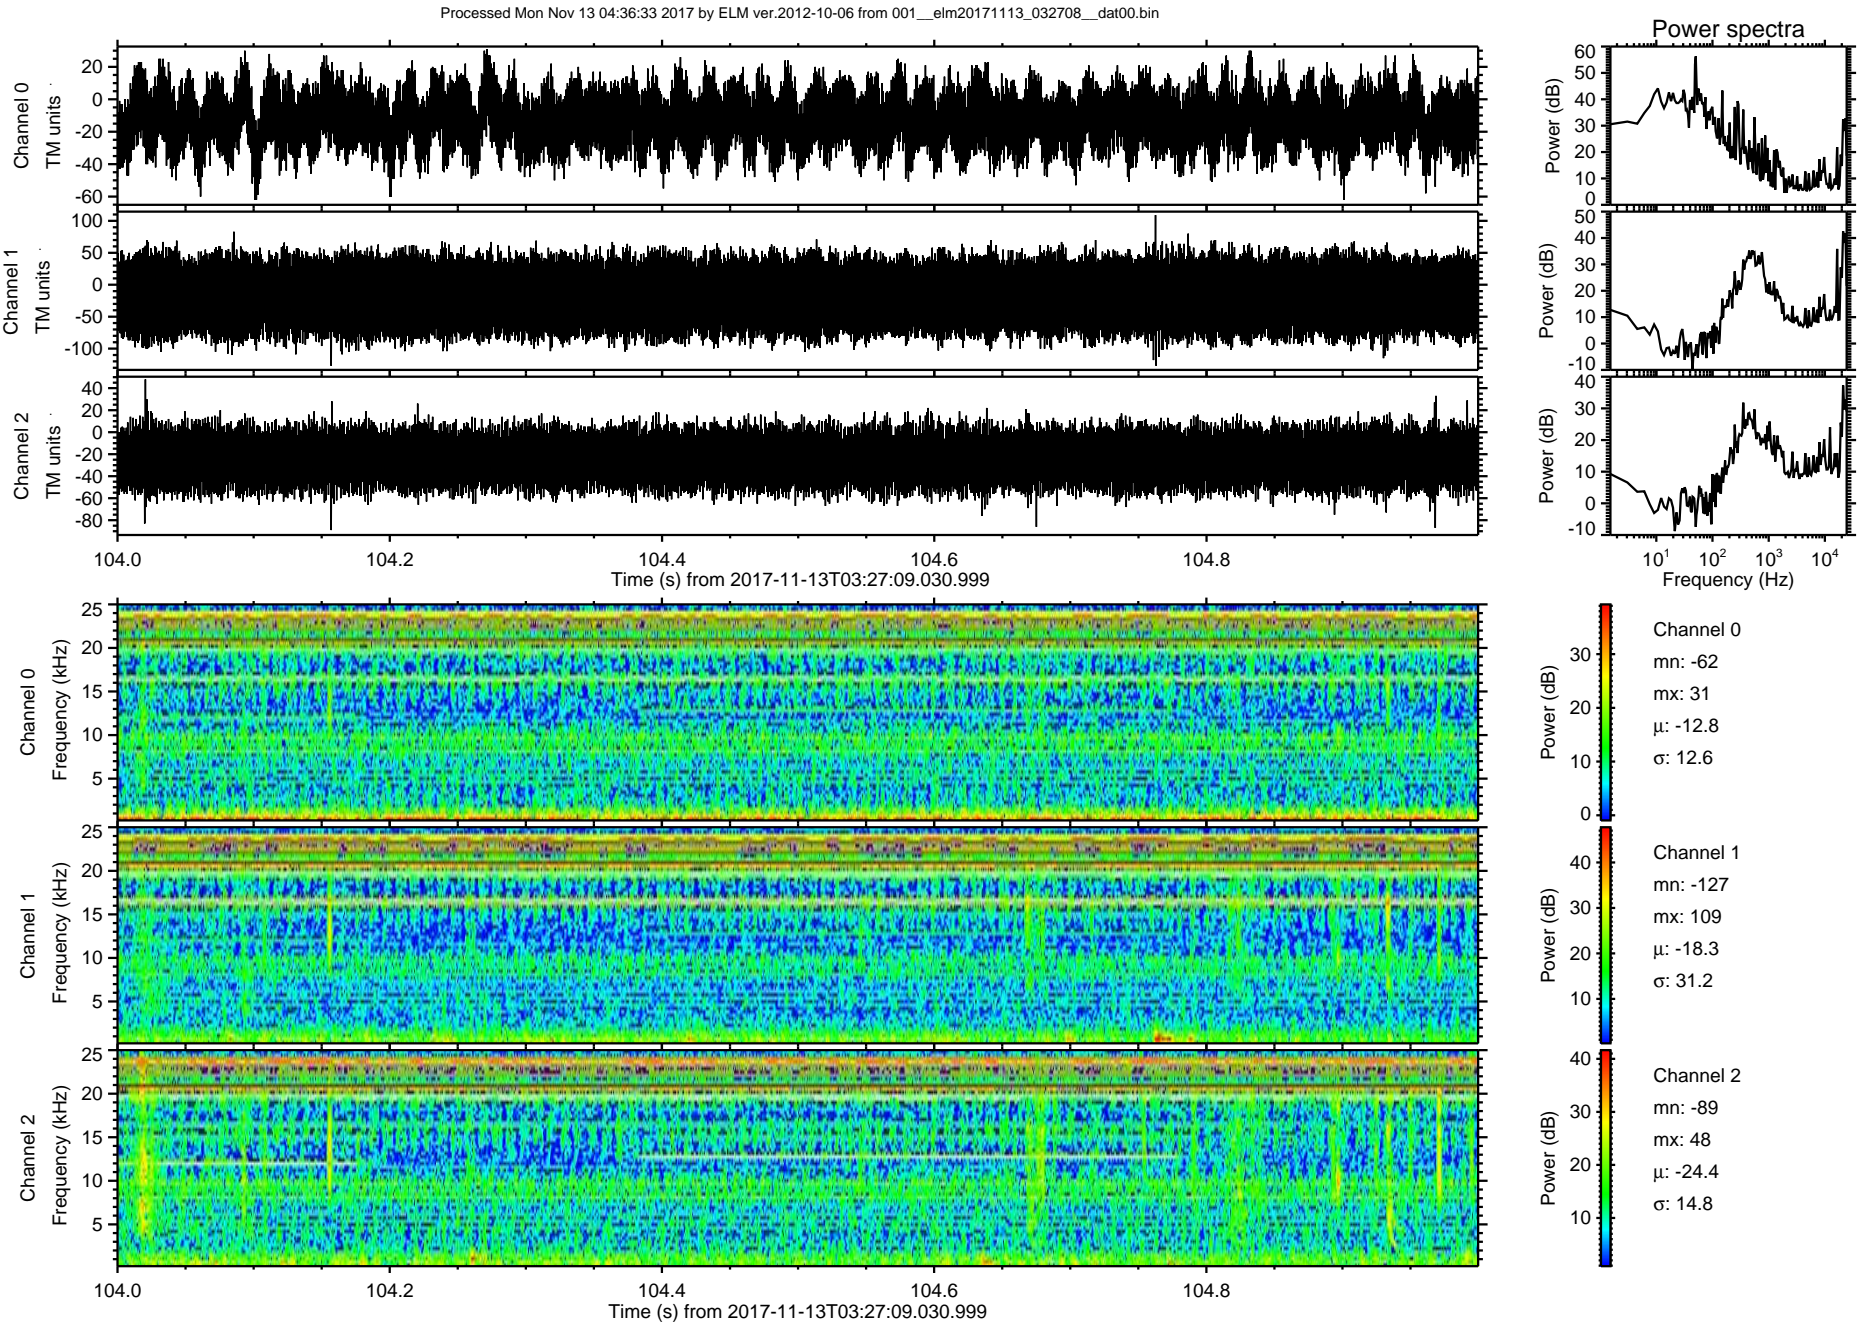 Processed Mon Nov 13 04:36:33 2017 by ELM ver.2012-10-06 from 001__elm20171113_032708__dat00.bin
Power spectra
Channel 0
TM units
20
0
-20
-40
-60
Power (dB)
60
50
40
30
20
10
0
Channel 1
TM units
100
50
0
-50
-100
Power (dB)
50
40
30
20
10
0
-10
Channel 2
TM units
40
20
0
-20
-40
-60
-80
Power (dB)
40
30
20
10
0
-10
104.0 104.2 104.4 104.6 104.8
Time (s) from 2017-11-13T03:27:09.030.999
10¹ 10² 10³ 10⁴
Frequency (Hz)
Channel 0
Frequency (kHz)
25
20
15
10
5
Power (dB)
30
20
10
0
Channel 0
mn: -62
mx: 31
µ: -12.8
σ: 12.6
Channel 1
Frequency (kHz)
25
20
15
10
5
Power (dB)
40
30
20
10
Channel 1
mn: -127
mx: 109
µ: -18.3
σ: 31.2
Channel 2
Frequency (kHz)
25
20
15
10
5
Power (dB)
40
30
20
10
Channel 2
mn: -89
mx: 48
µ: -24.4
σ: 14.8
104.0 104.2 104.4 104.6 104.8
Time (s) from 2017-11-13T03:27:09.030.999